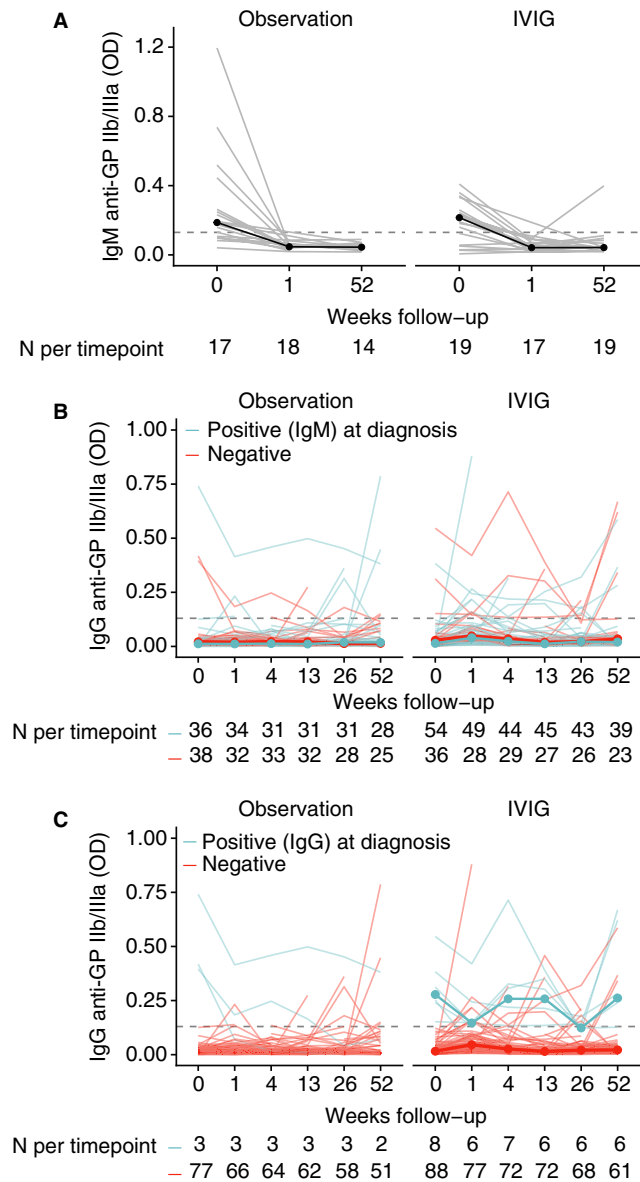 A
Observation IVIG
IgM anti-GP IIb/IIIa (OD)
1.2
0.8
0.4
0.0
0 1 52 0 1 52
Weeks follow–up
N per timepoint 17 18 14 19 17 19
B
Observation IVIG
IgG anti-GP IIb/IIIa (OD)
1.00
Positive (IgM) at diagnosis
Negative
0.75
0.50
0.25
0.00
0 1 4 13 26 52 0 1 4 13 26 52
Weeks follow–up
N per timepoint 36 34 31 31 31 28 54 49 44 45 43 39
38 32 33 32 28 25 36 28 29 27 26 23
C
Observation IVIG
IgG anti-GP IIb/IIIa (OD)
1.00
Positive (IgG) at diagnosis
Negative
0.75
0.50
0.25
0.00
0 1 4 13 26 52 0 1 4 13 26 52
Weeks follow–up
N per timepoint 3 3 3 3 3 2 8 6 7 6 6 6
77 66 64 62 58 51 88 77 72 72 68 61